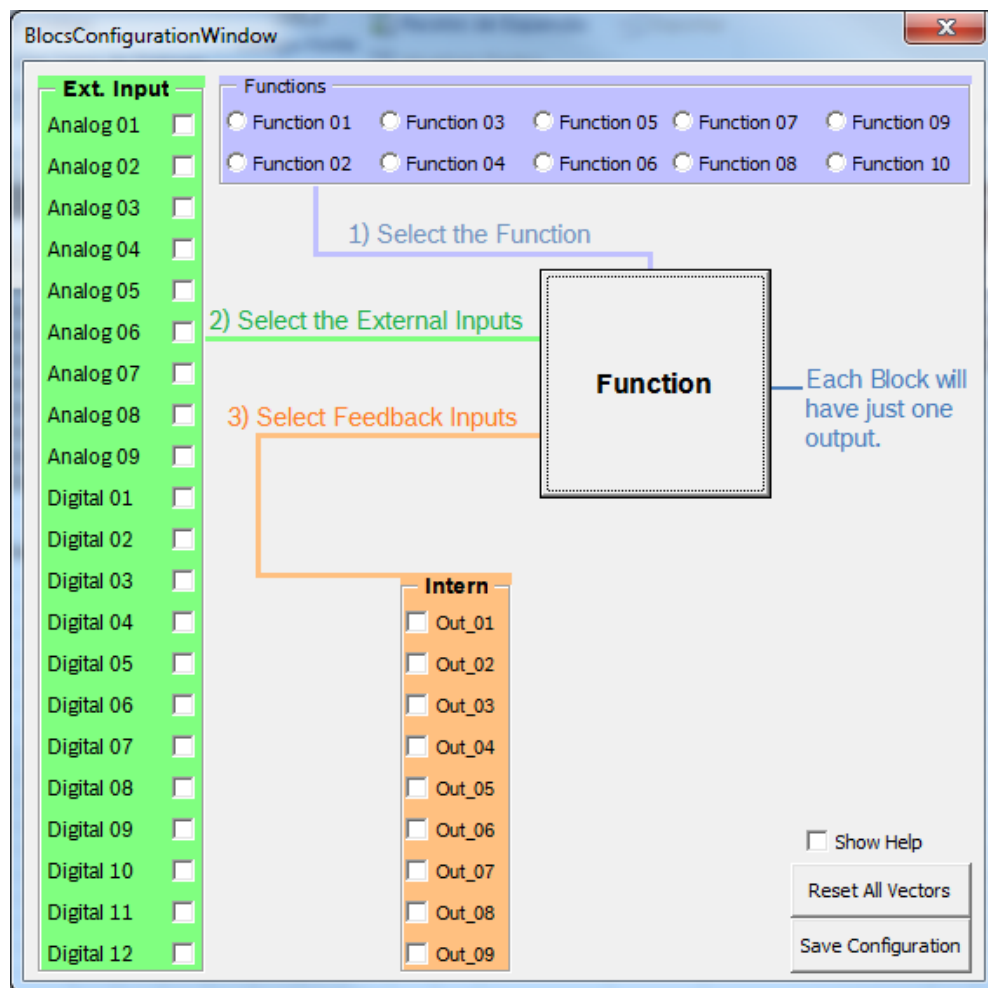 BlocsConfigurationWindow
Ext. Input
Analog 01
Analog 02
Analog 03
Analog 04
Analog 05
Analog 06
Analog 07
Analog 08
Analog 09
Digital 01
Digital 02
Digital 03
Digital 04
Digital 05
Digital 06
Digital 07
Digital 08
Digital 09
Digital 10
Digital 11
Digital 12
Functions
Function 01 Function 03 Function 05 Function 07 Function 09
Function 02 Function 04 Function 06 Function 08 Function 10
1) Select the Function
2) Select the External Inputs
3) Select Feedback Inputs
Function
Each Block will
have just one
output.
Intern
Out_01
Out_02
Out_03
Out_04
Out_05
Out_06
Out_07
Out_08
Out_09
Show Help
Reset All Vectors
Save Configuration